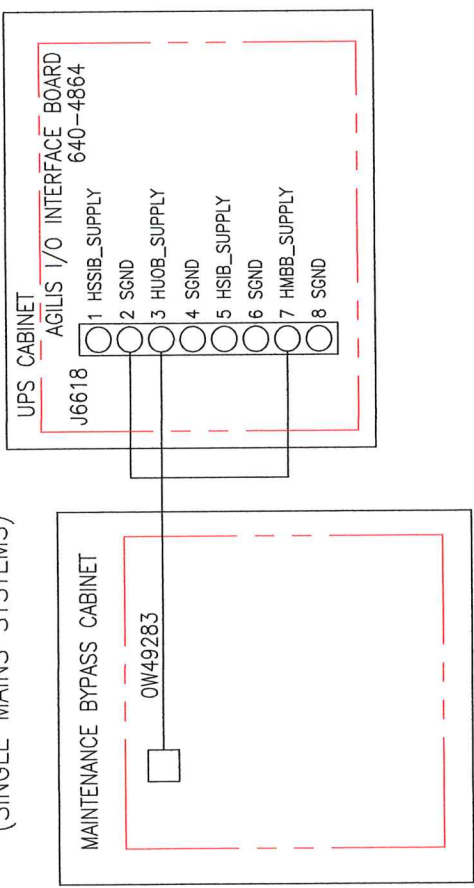 (SINGLE MAINS SYSTEMS)
MAINTENANCE BYPASS CABINET
0W49283
UPS CABINET
AGILIS I/O INTERFACE BOARD
640-4864
J6618
1 HSSIB_SUPPLY
2 SGND
3 HUOB_SUPPLY
4 SGND
5 HSIB_SUPPLY
6 SGND
7 HMBB_SUPPLY
8 SGND